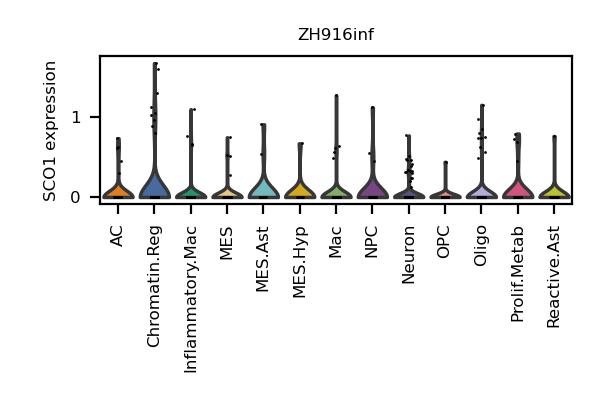 ZH916inf
SCO1 expression
1
0
AC
Chromatin.Reg
Inflammatory.Mac
MES
MES.Ast
MES.Hyp
Mac
NPC
Neuron
OPC
Oligo
Prolif.Metab
Reactive.Ast